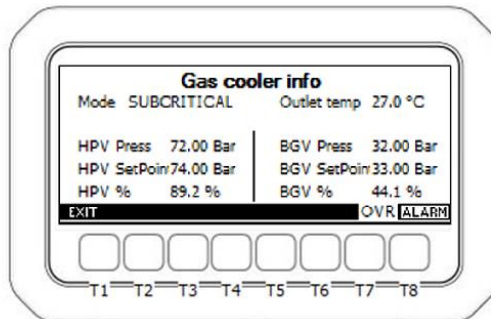 Gas cooler info
Mode SUBCRITICAL Outlet temp 27.0 °C
HPV Press 72.00 Bar BGV Press 32.00 Bar
HPV SetPoin 74.00 Bar BGV SetPoin 33.00 Bar
HPV % 89.2 % BGV % 44.1 %
EXIT OVR ALARM
T1 T2 T3 T4 T5 T6 T7 T8